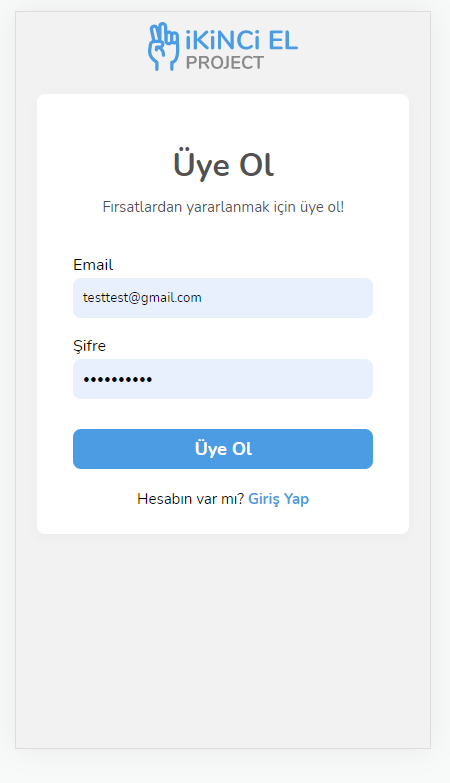 iKiNCi EL
PROJECT
Üye Ol
Fırsatlardan yararlanmak için üye ol!
Email
testtest@gmail.com
Şifre
••••••••••
Üye Ol
Hesabın var mı? Giriş Yap